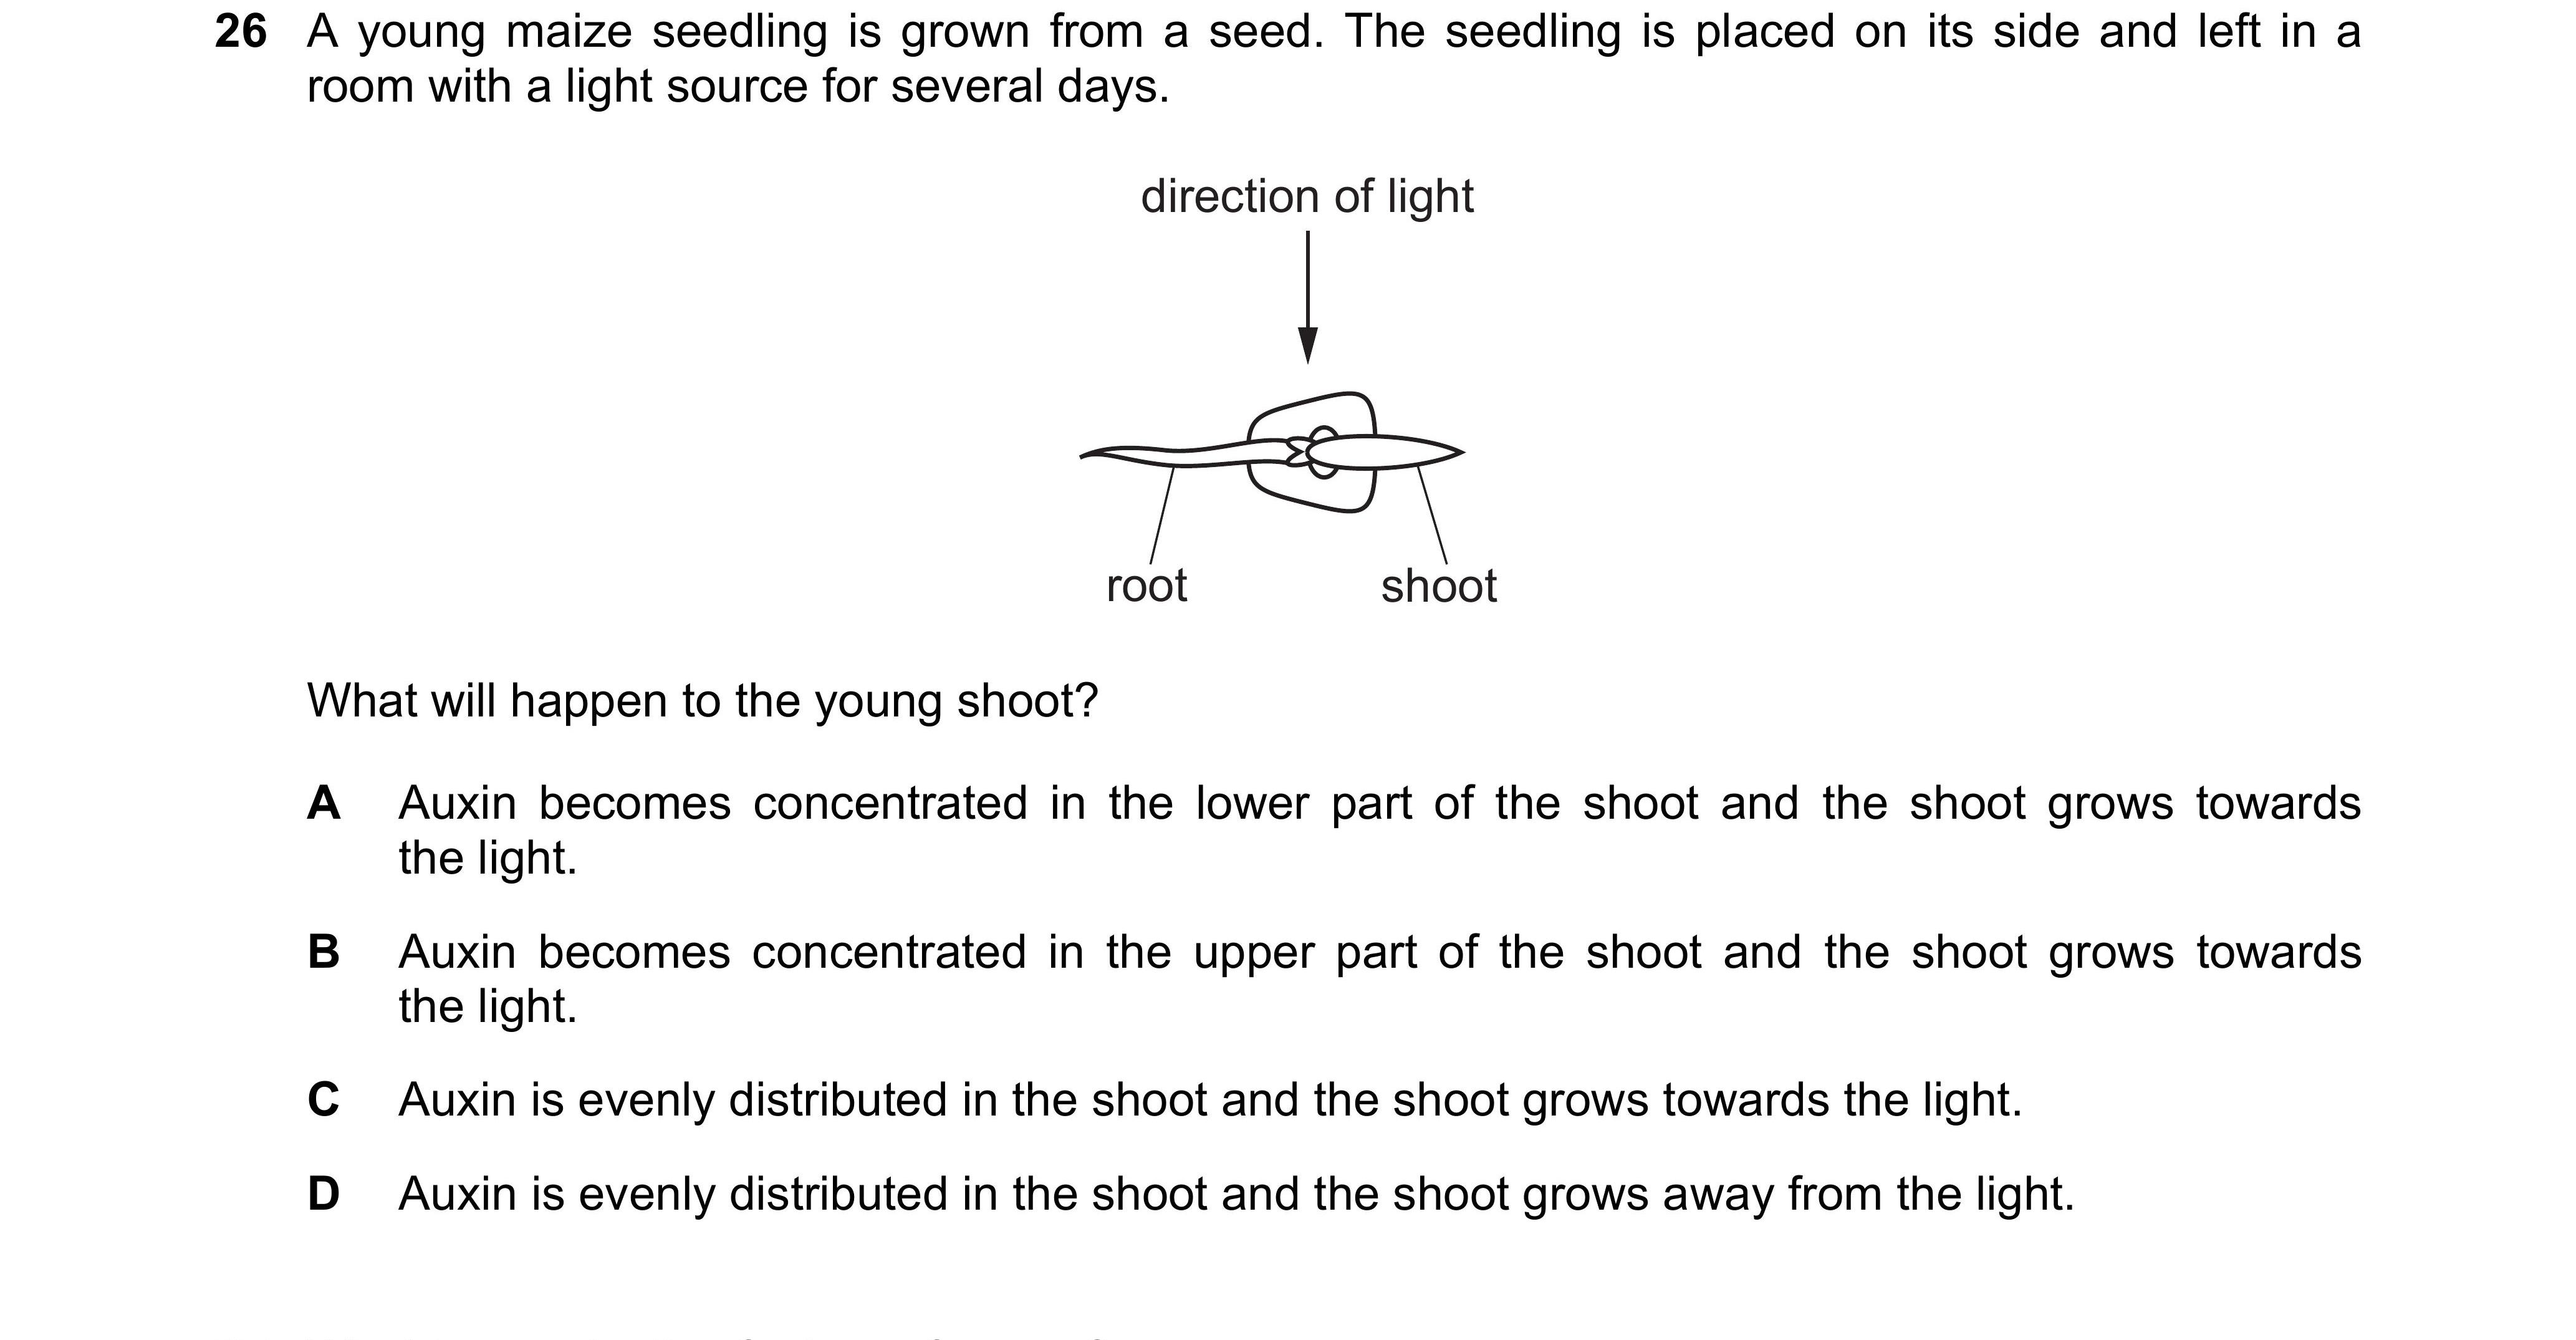 26 A young maize seedling is grown from a seed. The seedling is placed on its side and left in a
room with a light source for several days.
direction of light
root
shoot
What will happen to the young shoot?
A Auxin becomes concentrated in the lower part of the shoot and the shoot grows towards
the light.
B Auxin becomes concentrated in the upper part of the shoot and the shoot grows towards
the light.
C Auxin is evenly distributed in the shoot and the shoot grows towards the light.
D Auxin is evenly distributed in the shoot and the shoot grows away from the light.